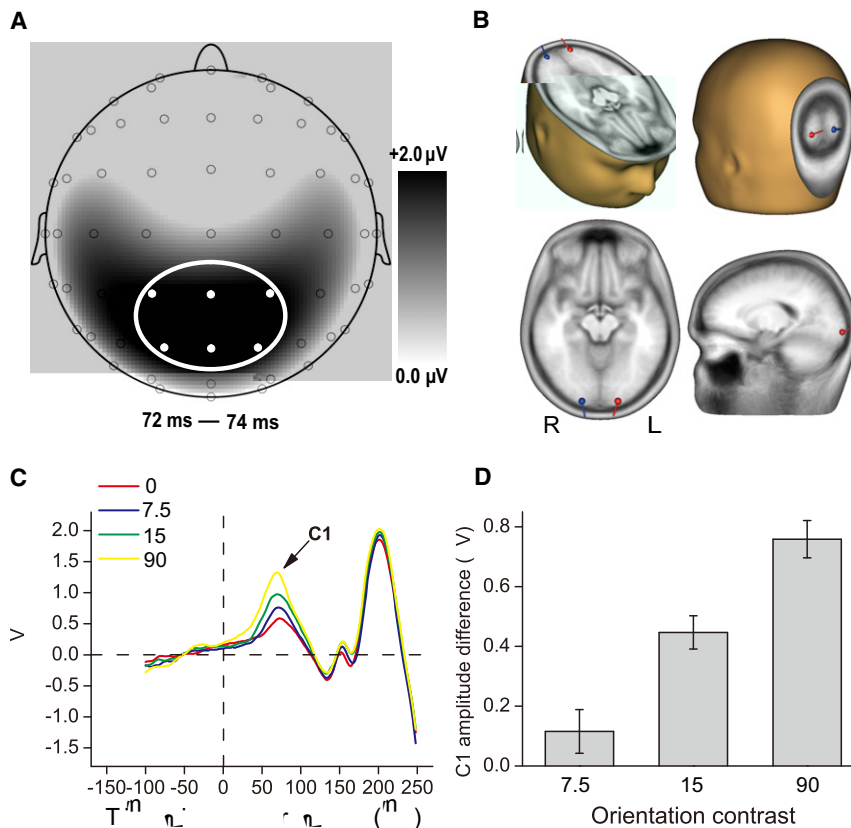 A
+2.0 µV
0.0 µV
72 ms — 74 ms
B
R L
C
0
7.5
15
90
C1
V
2.0
1.5
1.0
0.5
0.0
-0.5
-1.0
-1.5
-150 -100 -50 0 50 100 150 200 250
D
C1 amplitude difference ( V)
0.8
0.6
0.4
0.2
0.0
7.5 15 90
Orientation contrast